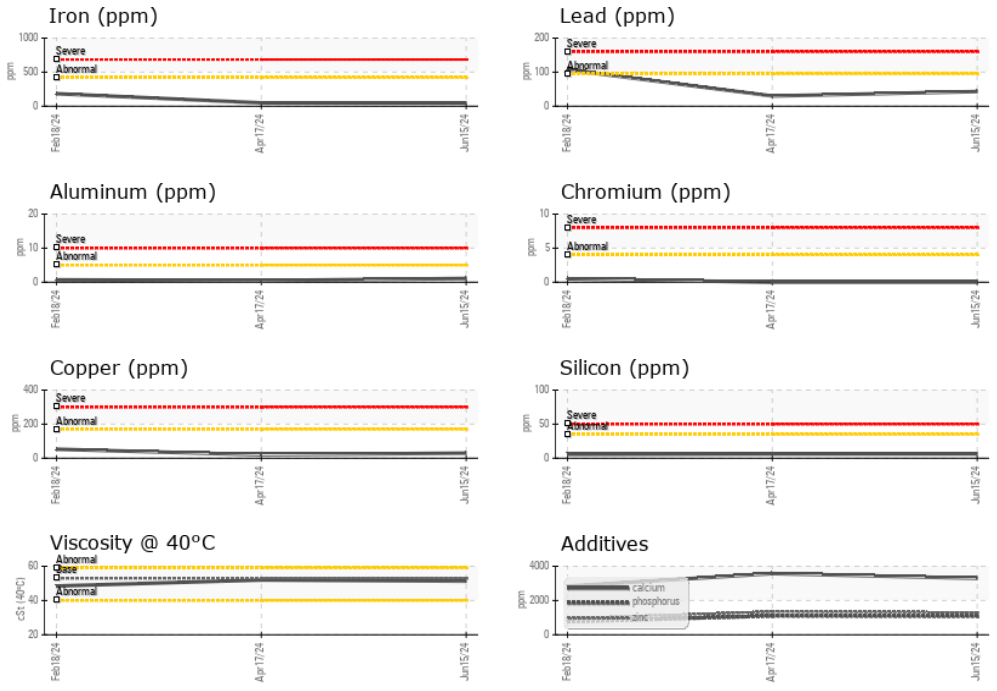 Iron (ppm)
1000
500
0
ppm
Severe
Abnormal
Feb18/24
Apr17/24
Jun15/24
Lead (ppm)
200
100
0
ppm
Severe
Abnormal
Feb18/24
Apr17/24
Jun15/24
Aluminum (ppm)
20
10
0
ppm
Severe
Abnormal
Feb18/24
Apr17/24
Jun15/24
Chromium (ppm)
10
5
0
ppm
Severe
Abnormal
Feb18/24
Apr17/24
Jun15/24
Copper (ppm)
400
200
0
ppm
Severe
Abnormal
Feb18/24
Apr17/24
Jun15/24
Silicon (ppm)
100
50
0
ppm
Severe
Abnormal
Feb18/24
Apr17/24
Jun15/24
Viscosity @ 40°C
60
40
20
cSt (40°C)
Abnormal
Base
Abnormal
Feb18/24
Apr17/24
Jun15/24
Additives
4000
2000
0
ppm
calcium
phosphorus
zinc
Feb18/24
Apr17/24
Jun15/24